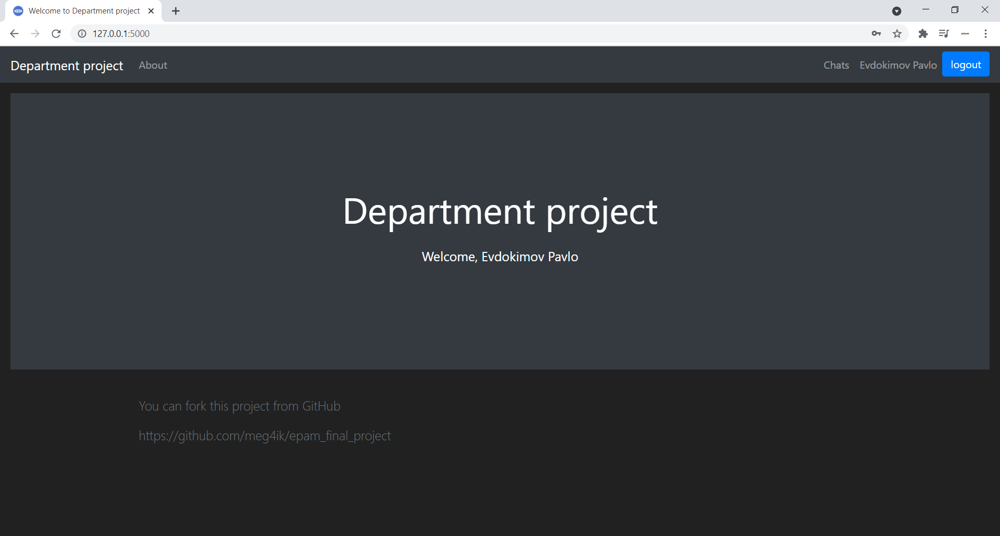 Welcome to Department project
127.0.0.1:5000
Department project About Chats Evdokimov Pavlo logout
Department project
Welcome, Evdokimov Pavlo
You can fork this project from GitHub
https://github.com/meg4ik/epam_final_project